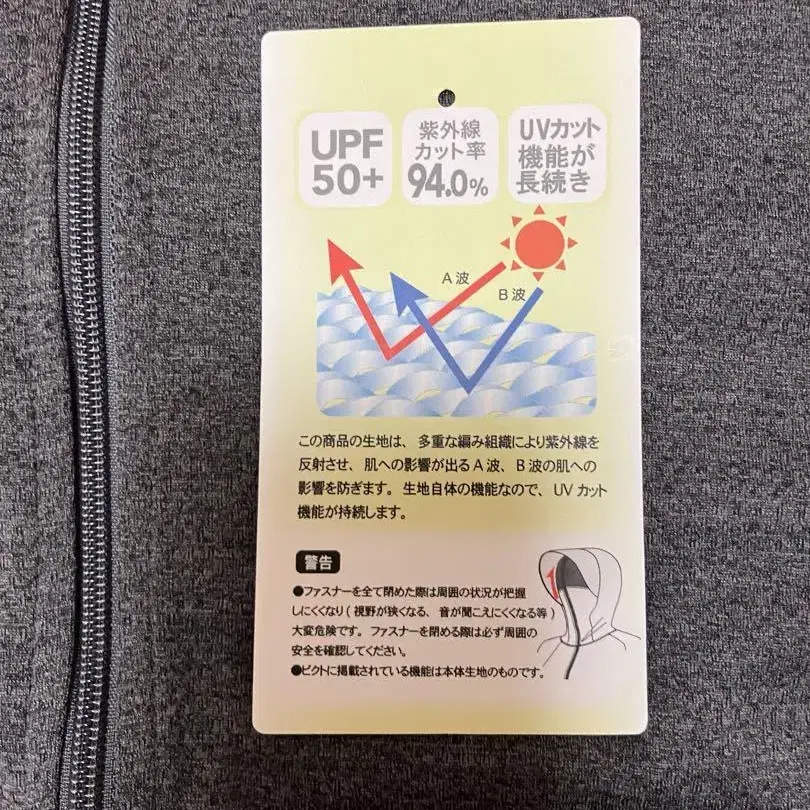 UPF
50+
紫外線
カット率
94.0%
UVカット
機能が
長続き
A波
B波
この商品の生地は、多重な編み組織により紫外線を
反射させ、肌への影響が出るA波、B波の肌への
影響を防ぎます。生地自体の機能なので、UVカット
機能が持続します。
警告
●ファスナーを全て閉めた際は周囲の状況が把握
しにくくなり(視野が狭くなる、音が聞こえにくくなる等)
大変危険です。ファスナーを閉める際は必ず周囲の
安全を確認してください。
●ピクトに掲載されている機能は本体生地のものです。